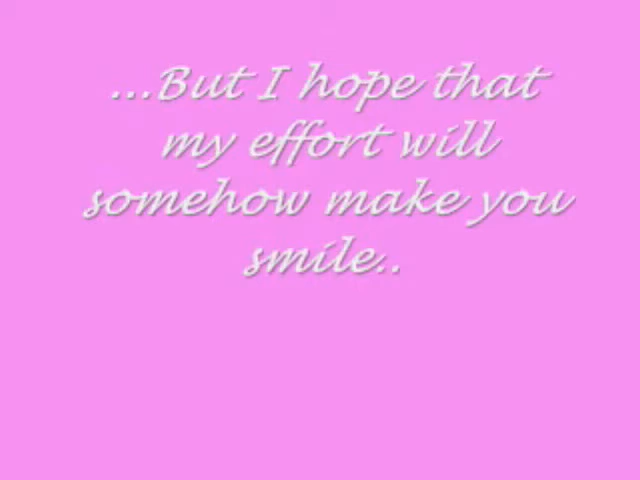 ...But I hope that
my effort will
somehow make you
smile..